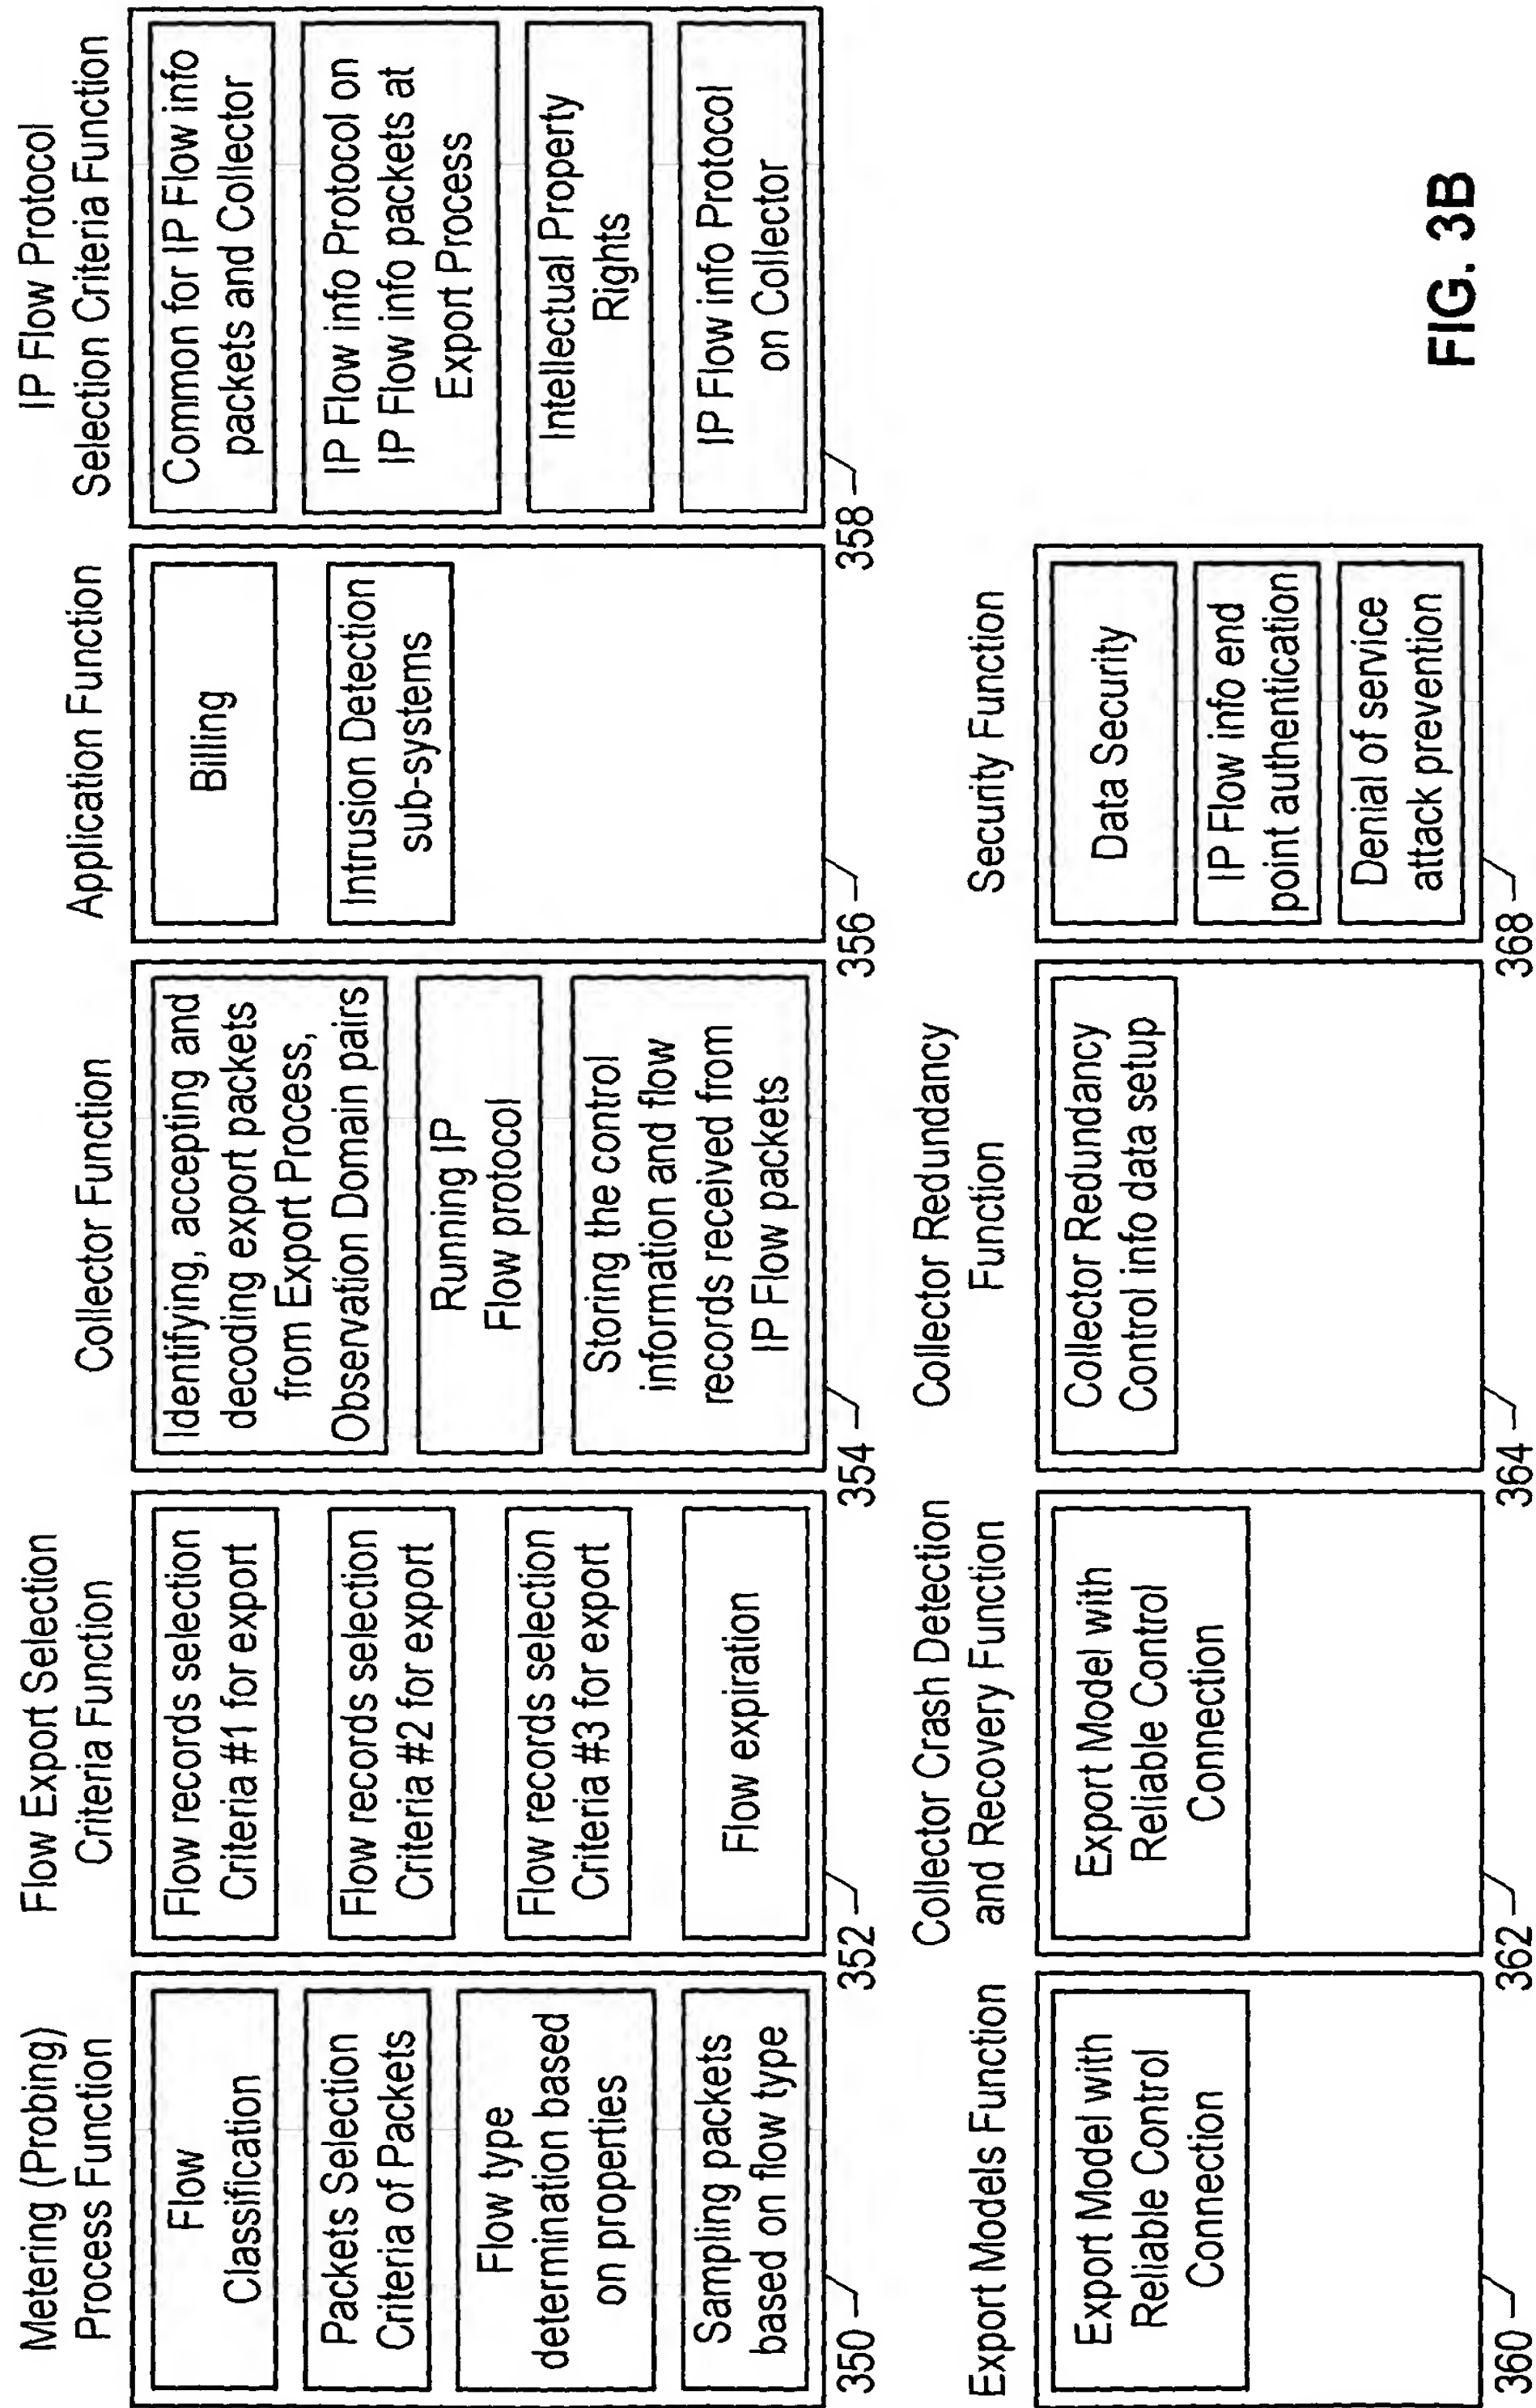 Metering (Probing)
Process Function
Flow
Classification
Packets Selection
Criteria of Packets
Flow type
determination based
on properties
Sampling packets
based on flow type
350
Flow Export Selection
Criteria Function
Flow records selection
Criteria #1 for export
Flow records selection
Criteria #2 for export
Flow records selection
Criteria #3 for export
Flow expiration
352
Collector Function
Identifying, accepting and
decoding export packets
from Export Process,
Observation Domain pairs
Running IP
Flow protocol
Storing the control
information and flow
records received from
IP Flow packets
354
Application Function
Billing
Intrusion Detection
sub-systems
356
IP Flow Protocol
Selection Criteria Function
Common for IP Flow info
packets and Collector
IP Flow info Protocol on
IP Flow info packets at
Export Process
Intellectual Property
Rights
IP Flow info Protocol
on Collector
358
Export Models Function
Export Model with
Reliable Control
Connection
360
Collector Crash Detection
and Recovery Function
Export Model with
Reliable Control
Connection
362
Collector Redundancy
Function
Collector Redundancy
Control info data setup
364
Security Function
Data Security
IP Flow info end
point authentication
Denial of service
attack prevention
368
FIG. 3B